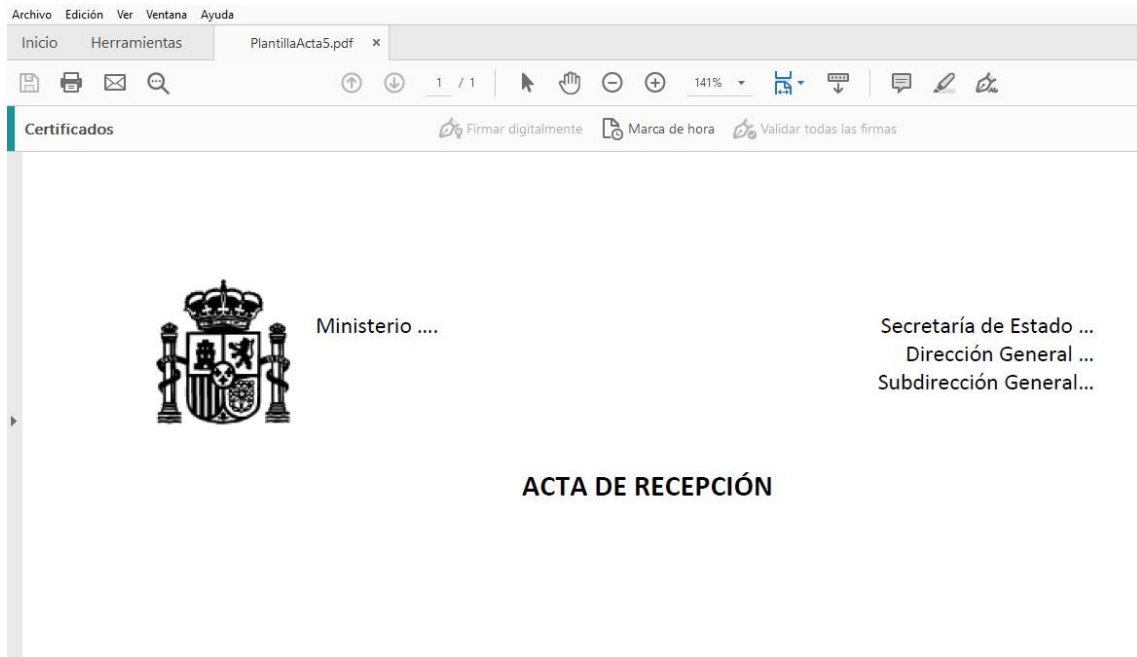 Archivo Edición Ver Ventana Ayuda
Inicio Herramientas PlantillaActa5.pdf ×
1 / 1 141%
Certificados Firmar digitalmente Marca de hora Validar todas las firmas
Ministerio .... Secretaría de Estado ...
Dirección General ...
Subdirección General...
ACTA DE RECEPCIÓN